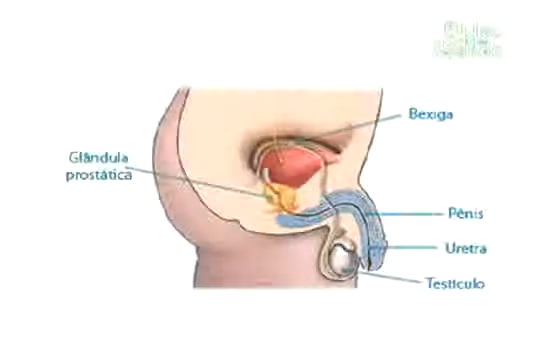 Bexiga
Glândula
prostática
Pênis
Uretra
Testículo